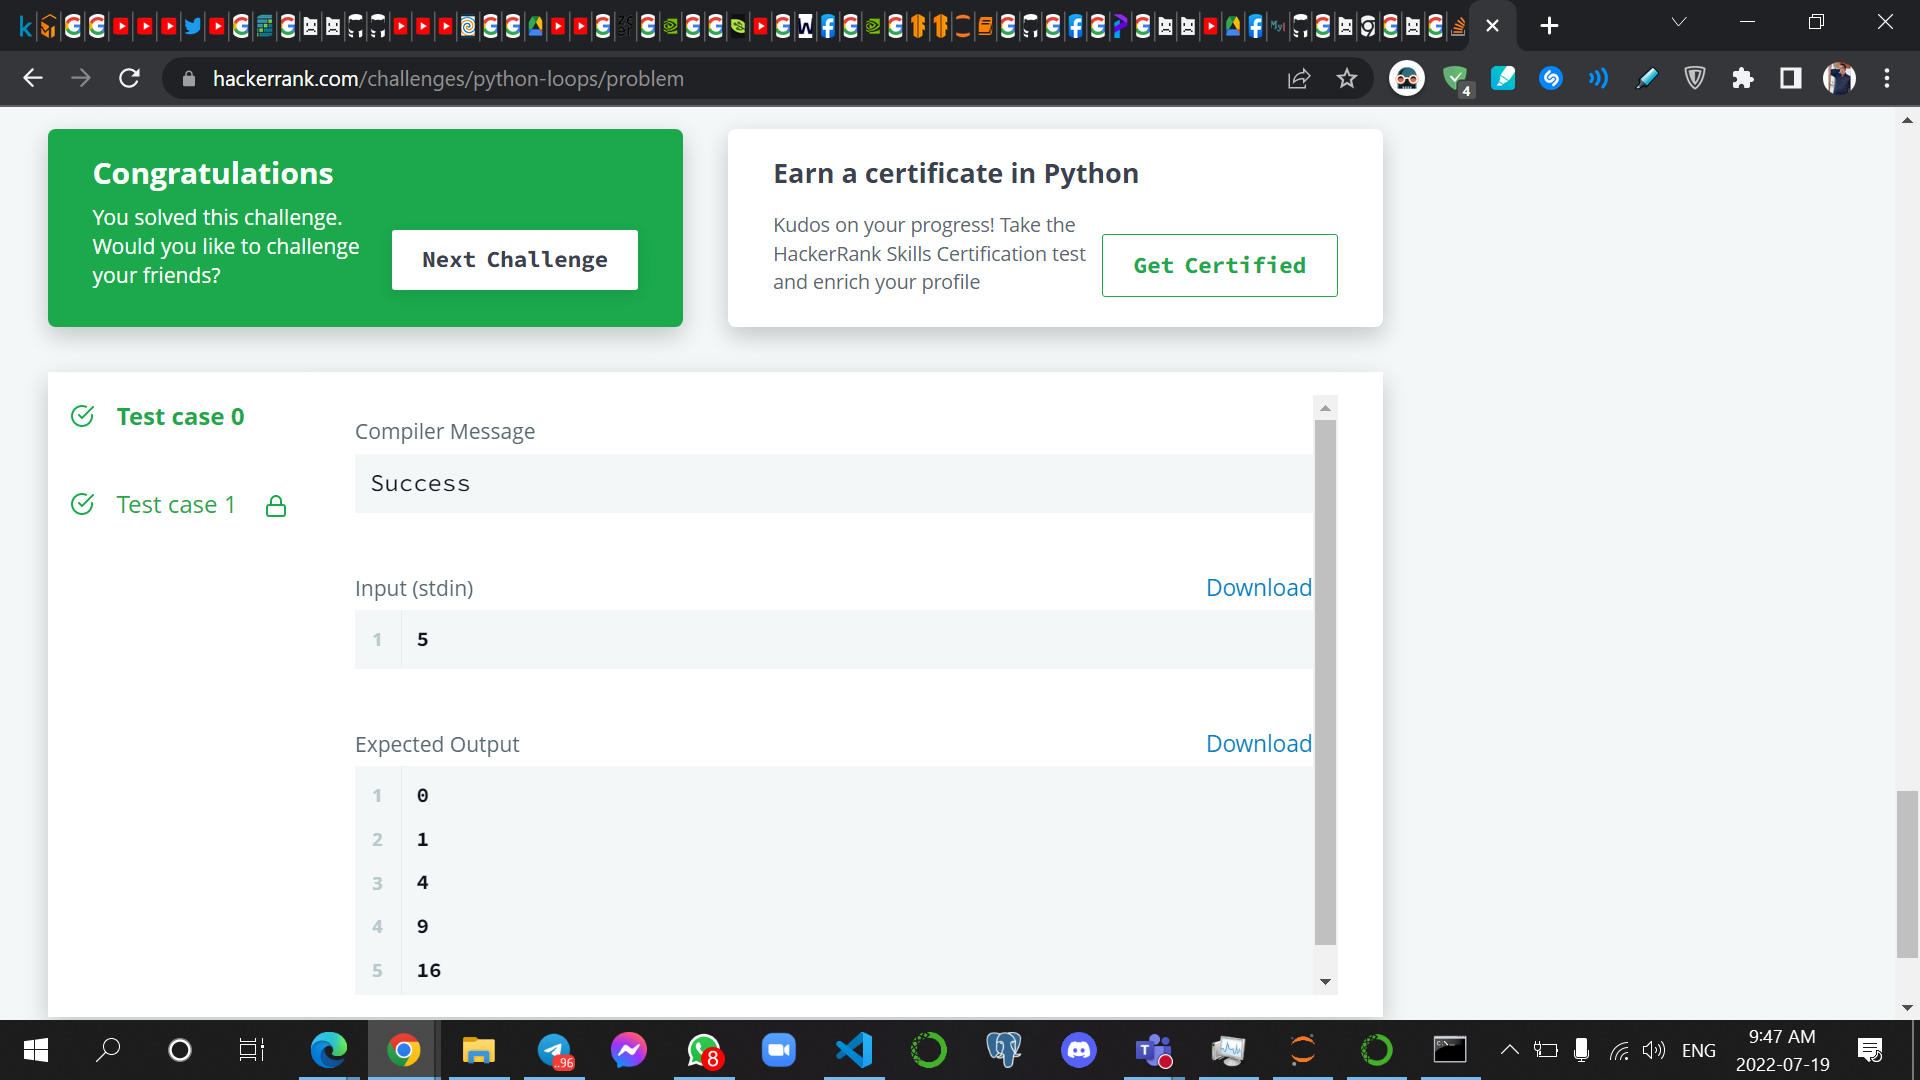 hackerrank.com/challenges/python-loops/problem
4
Congratulations
You solved this challenge.
Would you like to challenge
your friends?
Next Challenge
Earn a certificate in Python
Kudos on your progress! Take the
HackerRank Skills Certification test
and enrich your profile
Get Certified
Test case 0
Test case 1
Compiler Message
Success
Input (stdin)
Download
1 5
Expected Output
Download
1 0
2 1
3 4
4 9
5 16
..96
8
ENG
9:47 AM
2022-07-19